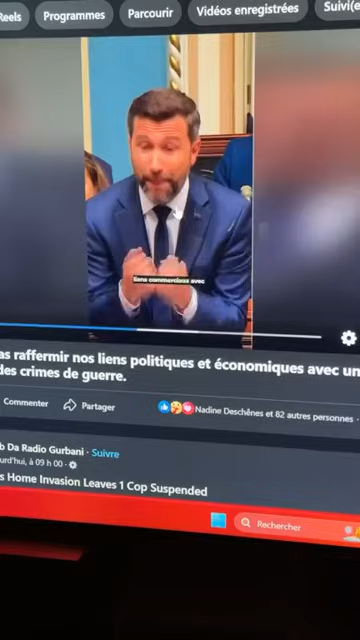 Reels
Programmes
Parcourir
Vidéos enregistrées
liens commerciaux avec
as raffermir nos liens politiques et économiques avec un
des crimes de guerre.
Commenter
Partager
Nadine Deschênes et 82 autres personnes ·
b Da Radio Gurbani · Suivre
urd'hui, à 09 h 00 ·
s Home Invasion Leaves 1 Cop Suspended
Rechercher